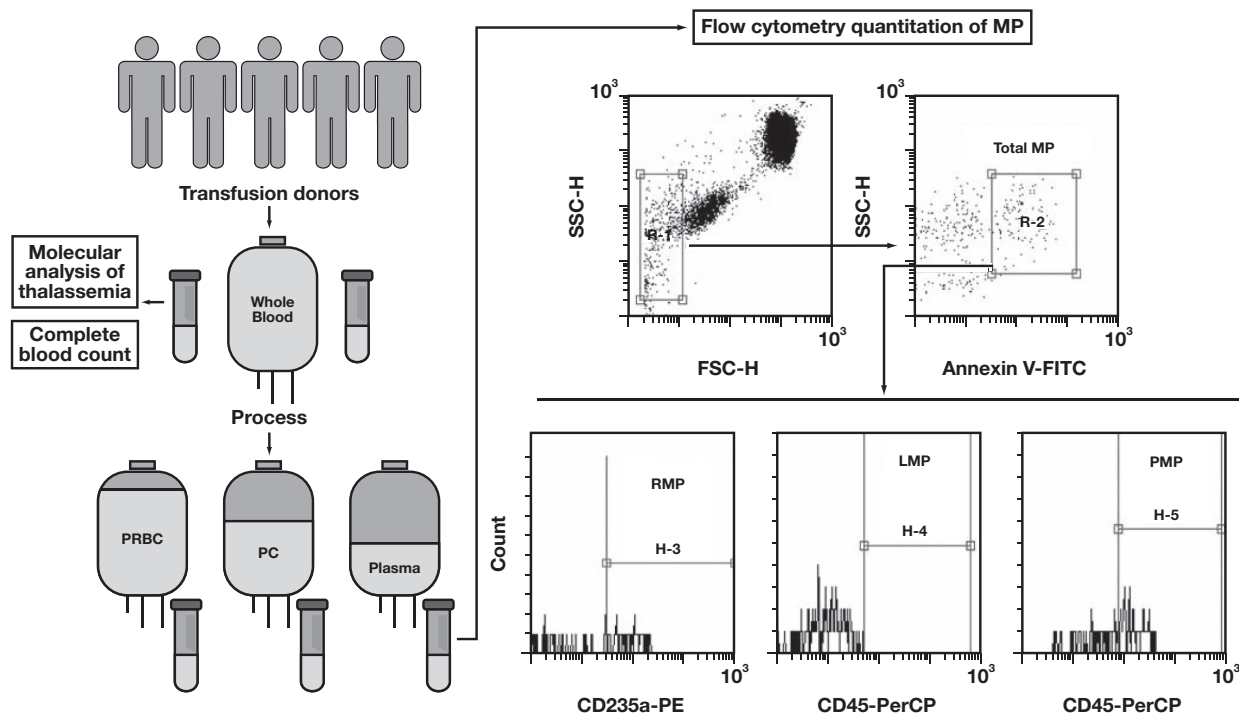 Flow cytometry quantitation of MP
Transfusion donors
Molecular
analysis of
thalassemia
Complete
blood count
Whole
Blood
Process
PRBC
PC
Plasma
10³
SSC-H
R-1
10³
FSC-H
10³
SSC-H
Total MP
R-2
10³
Annexin V-FITC
Count
RMP
H-3
10³
CD235a-PE
LMP
H-4
10³
CD45-PerCP
PMP
H-5
10³
CD45-PerCP